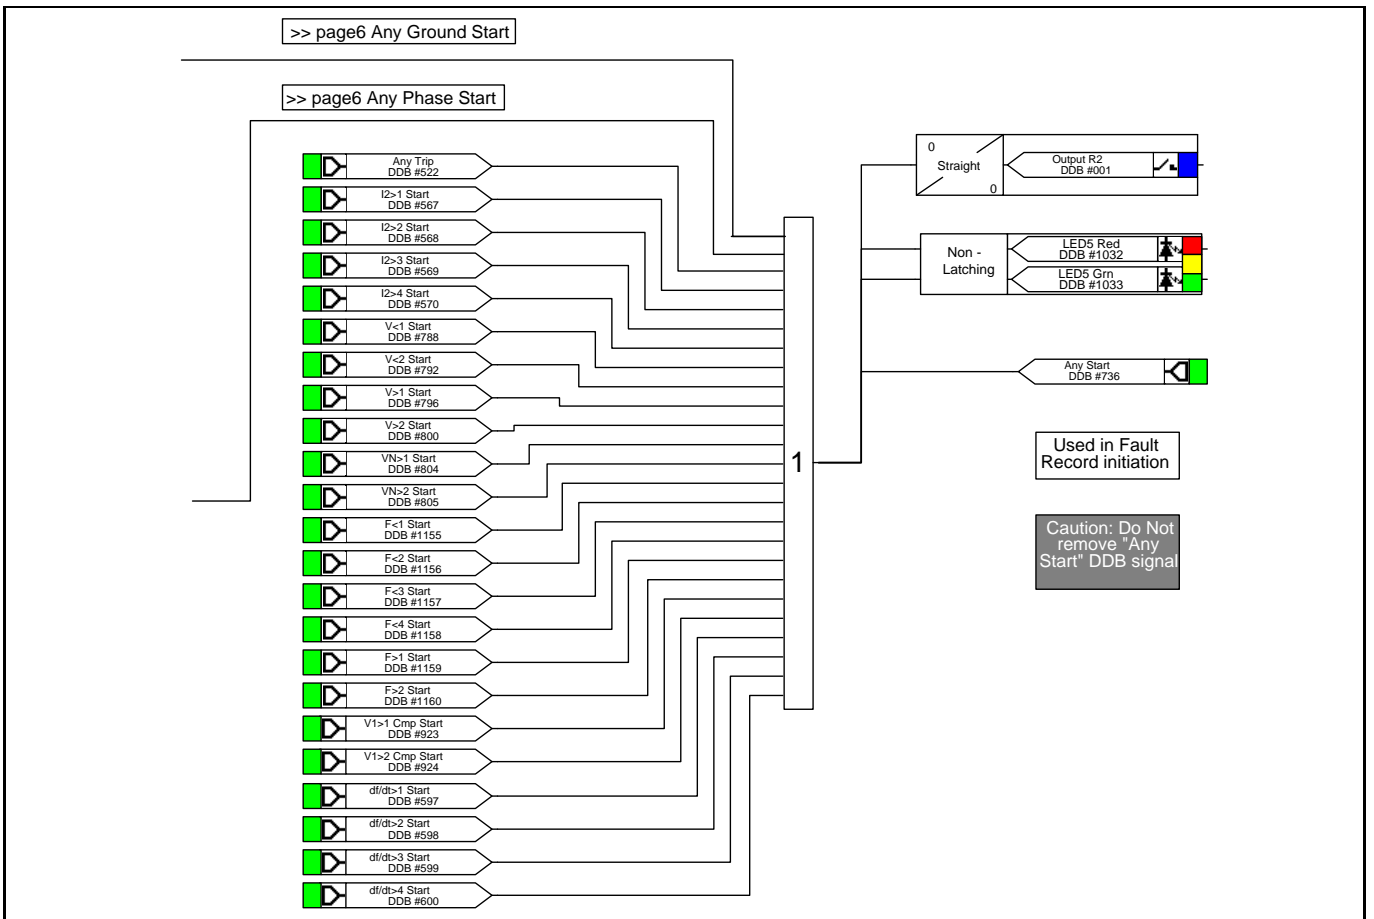 >> page6 Any Ground Start
>> page6 Any Phase Start
Any Trip
DDB #522
I2>1 Start
DDB #567
I2>2 Start
DDB #568
I2>3 Start
DDB #569
I2>4 Start
DDB #570
V<1 Start
DDB #788
V<2 Start
DDB #792
V>1 Start
DDB #796
V>2 Start
DDB #800
VN>1 Start
DDB #804
VN>2 Start
DDB #805
F<1 Start
DDB #1155
F<2 Start
DDB #1156
F<3 Start
DDB #1157
F<4 Start
DDB #1158
F>1 Start
DDB #1159
F>2 Start
DDB #1160
V1>1 Cmp Start
DDB #923
V1>2 Cmp Start
DDB #924
df/dt>1 Start
DDB #597
df/dt>2 Start
DDB #598
df/dt>3 Start
DDB #599
df/dt>4 Start
DDB #600
1
0
Straight
0
Output R2
DDB #001
Non -
Latching
LED5 Red
DDB #1032
LED5 Grn
DDB #1033
Any Start
DDB #736
Used in Fault
Record initiation
Caution: Do Not
remove "Any
Start" DDB signal